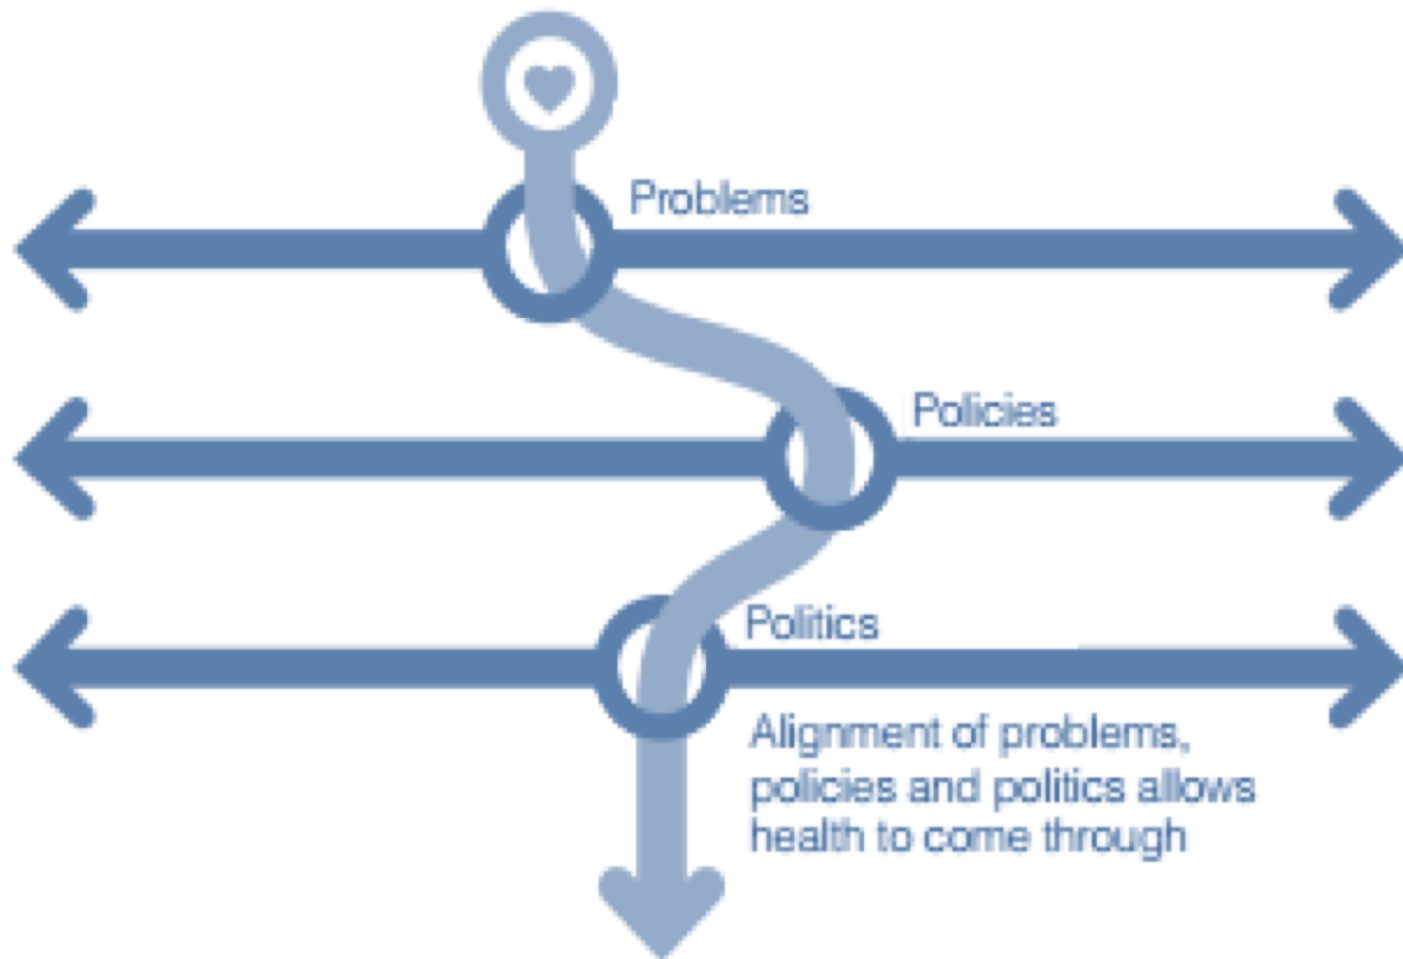 Problems
Policies
Politics
Alignment of problems,
policies and politics allows
health to come through